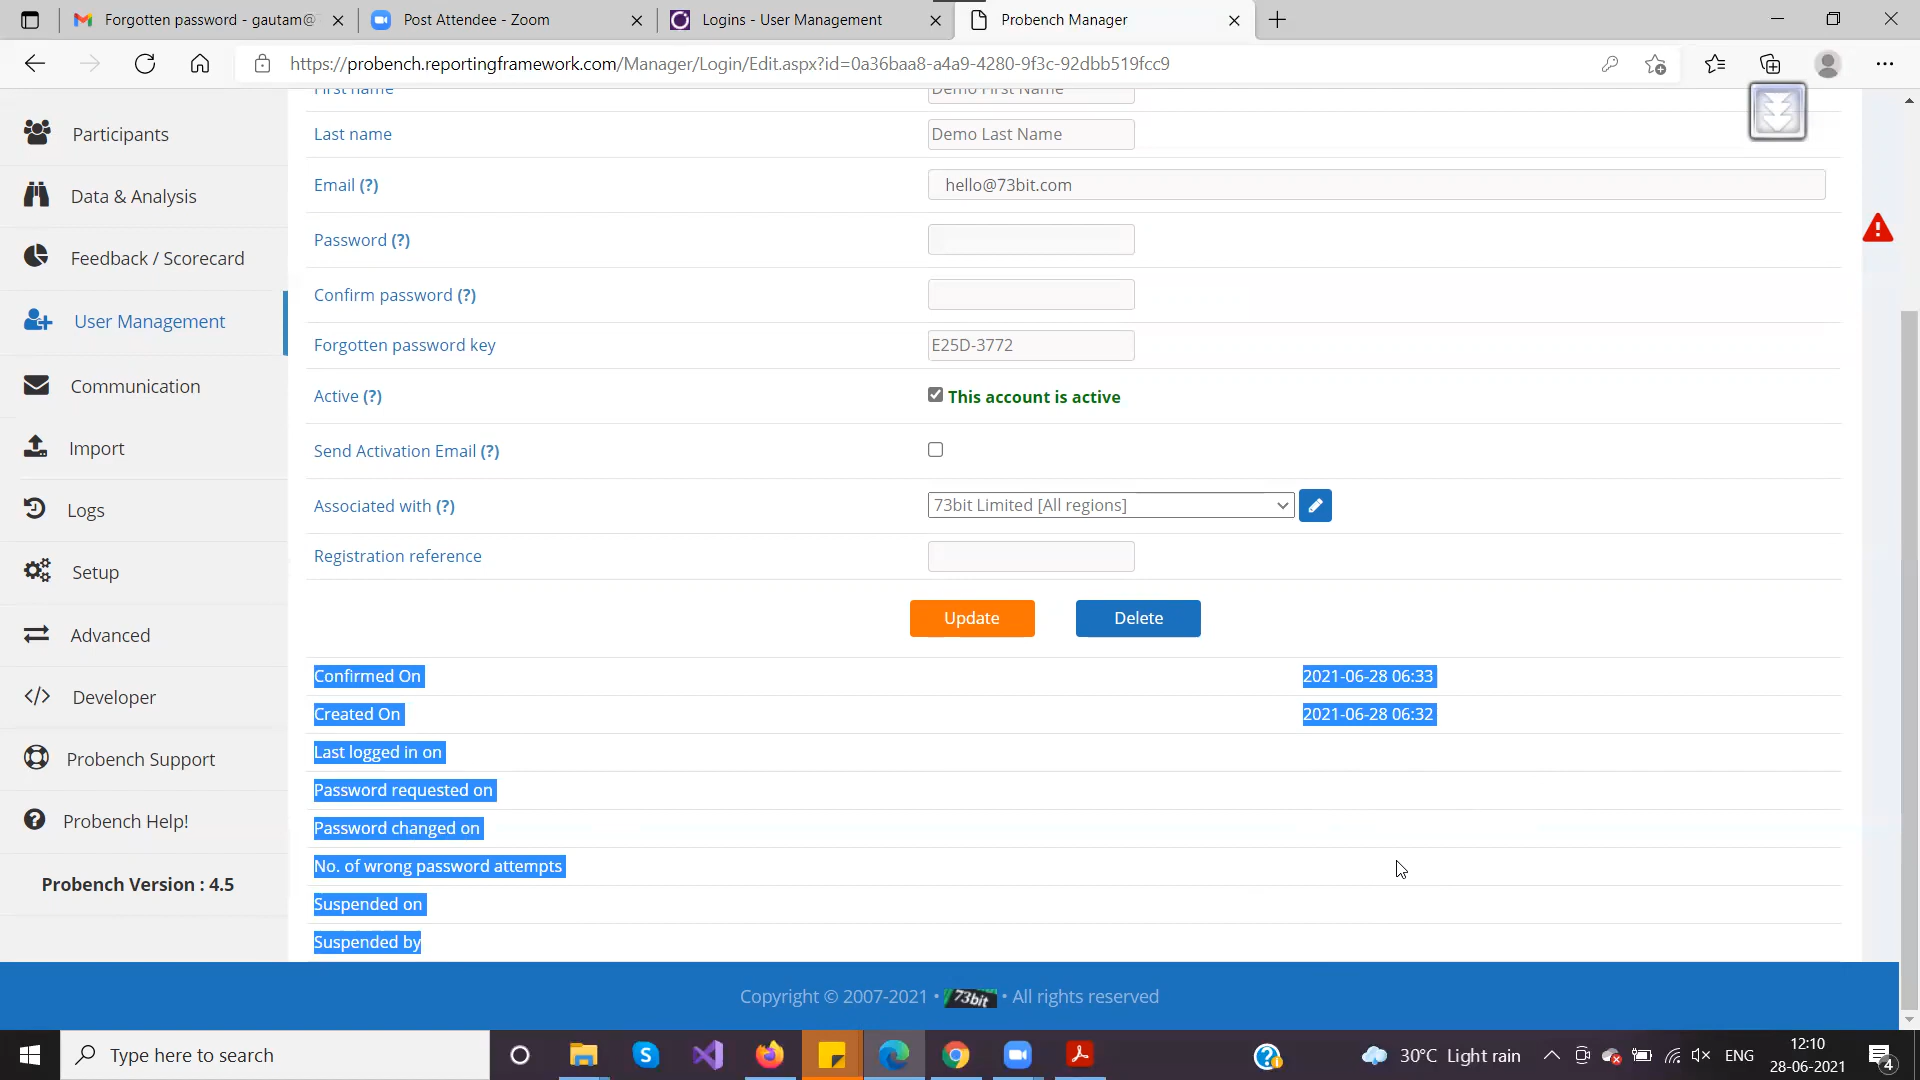 Forgotten password - gautam@
Post Attendee - Zoom
Logins - User Management
Probench Manager
https://probench.reportingframework.com/Manager/Login/Edit.aspx?id=0a36baa8-a4a9-4280-9f3c-92dbb519fcc9
First name Demo First Name
Participants
Last name Demo Last Name
Email (?) hello@73bit.com
Data & Analysis
Password (?)
Feedback / Scorecard
Confirm password (?)
User Management
Forgotten password key E25D-3772
Communication
Active (?) This account is active
Import
Send Activation Email (?)
Logs
Associated with (?) 73bit Limited [All regions]
Registration reference
Setup
Update Delete
Advanced
Confirmed On 2021-06-28 06:33
Developer
Created On 2021-06-28 06:32
Last logged in on
Probench Support
Password requested on
Probench Help!
Password changed on
No. of wrong password attempts
Probench Version : 4.5
Suspended on
Suspended by
Copyright © 2007-2021 • 73bit • All rights reserved
Type here to search
30°C Light rain
ENG
12:10
28-06-2021
4